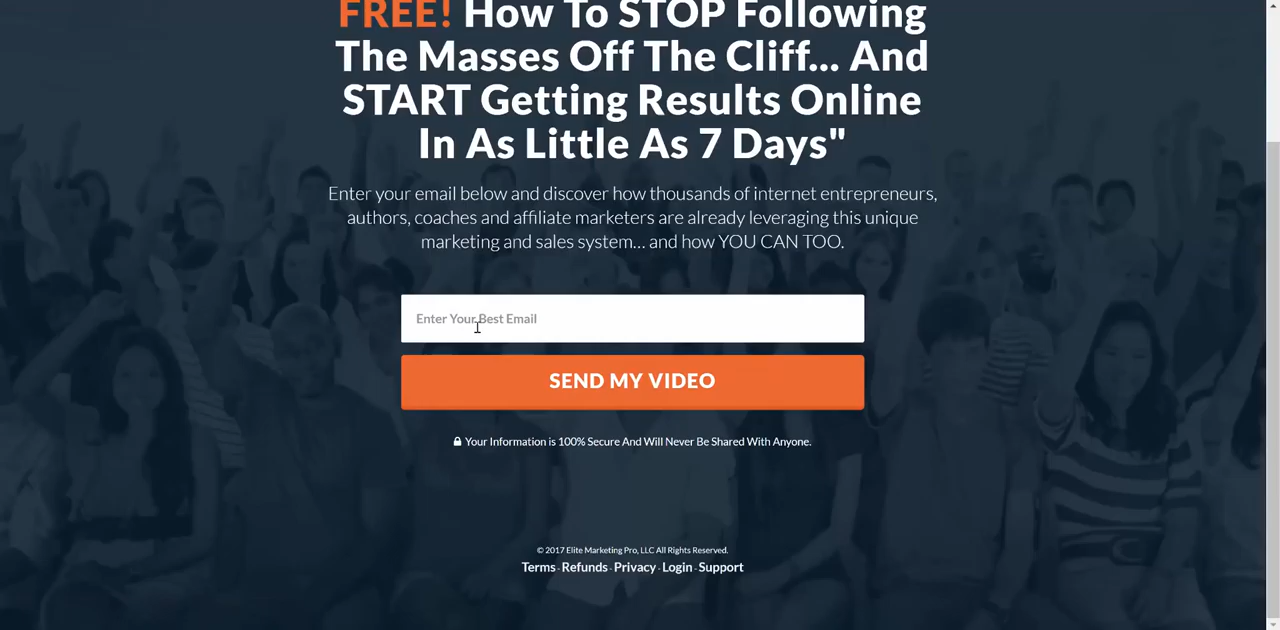 FREE! How To STOP Following
The Masses Off The Cliff... And
START Getting Results Online
In As Little As 7 Days"
Enter your email below and discover how thousands of internet entrepreneurs,
authors, coaches and affiliate marketers are already leveraging this unique
marketing and sales system... and how YOU CAN TOO.
Enter Your Best Email
SEND MY VIDEO
Your Information is 100% Secure And Will Never Be Shared With Anyone.
© 2017 Elite Marketing Pro, LLC All Rights Reserved.
Terms - Refunds - Privacy - Login - Support